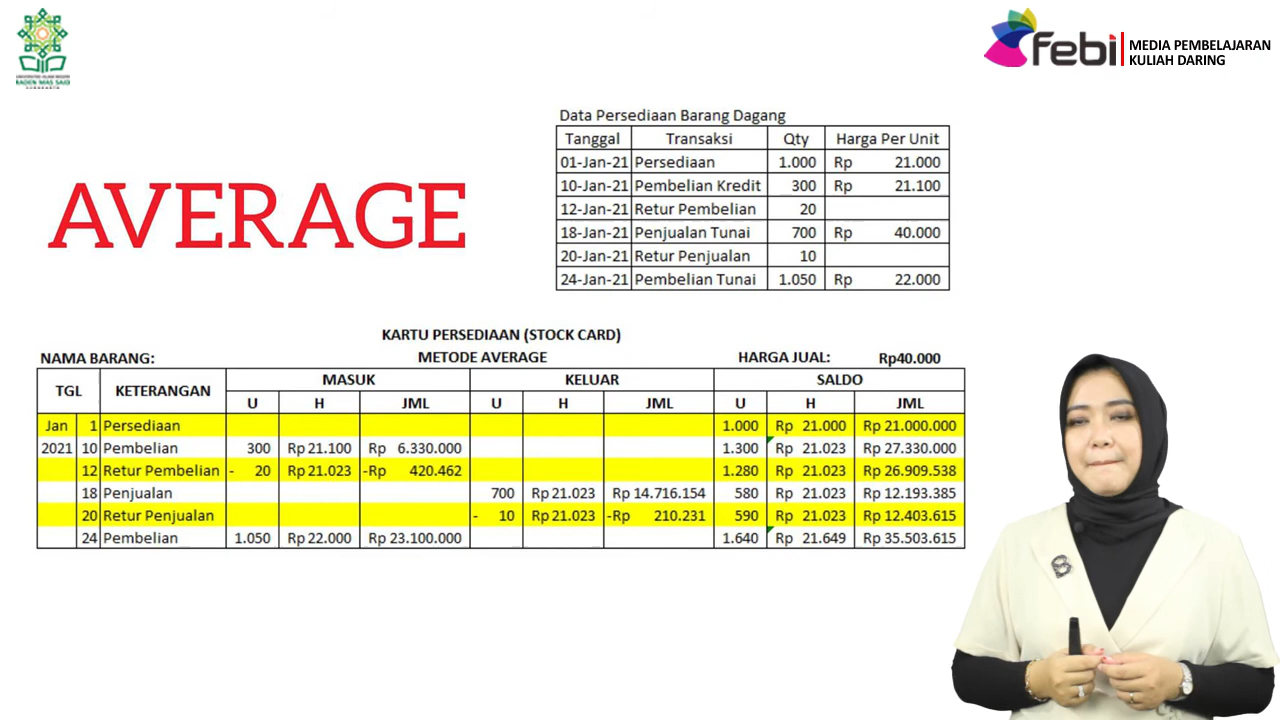 UNIVERSITAS ISLAM NEGERI
RADEN MAS SAID
SURAKARTA
febi
MEDIA PEMBELAJARAN
KULIAH DARING
AVERAGE
Data Persediaan Barang Dagang
Tanggal Transaksi Qty Harga Per Unit
01-Jan-21 Persediaan 1.000 Rp 21.000
10-Jan-21 Pembelian Kredit 300 Rp 21.100
12-Jan-21 Retur Pembelian 20
18-Jan-21 Penjualan Tunai 700 Rp 40.000
20-Jan-21 Retur Penjualan 10
24-Jan-21 Pembelian Tunai 1.050 Rp 22.000
KARTU PERSEDIAAN (STOCK CARD)
NAMA BARANG: METODE AVERAGE HARGA JUAL: Rp40.000
TGL KETERANGAN MASUK KELUAR SALDO
U H JML U H JML U H JML
Jan 1 Persediaan 1.000 Rp 21.000 Rp 21.000.000
2021 10 Pembelian 300 Rp 21.100 Rp 6.330.000 1.300 Rp 21.023 Rp 27.330.000
12 Retur Pembelian - 20 Rp 21.023 -Rp 420.462 1.280 Rp 21.023 Rp 26.909.538
18 Penjualan 700 Rp 21.023 Rp 14.716.154 580 Rp 21.023 Rp 12.193.385
20 Retur Penjualan - 10 Rp 21.023 -Rp 210.231 590 Rp 21.023 Rp 12.403.615
24 Pembelian 1.050 Rp 22.000 Rp 23.100.000 1.640 Rp 21.649 Rp 35.503.615